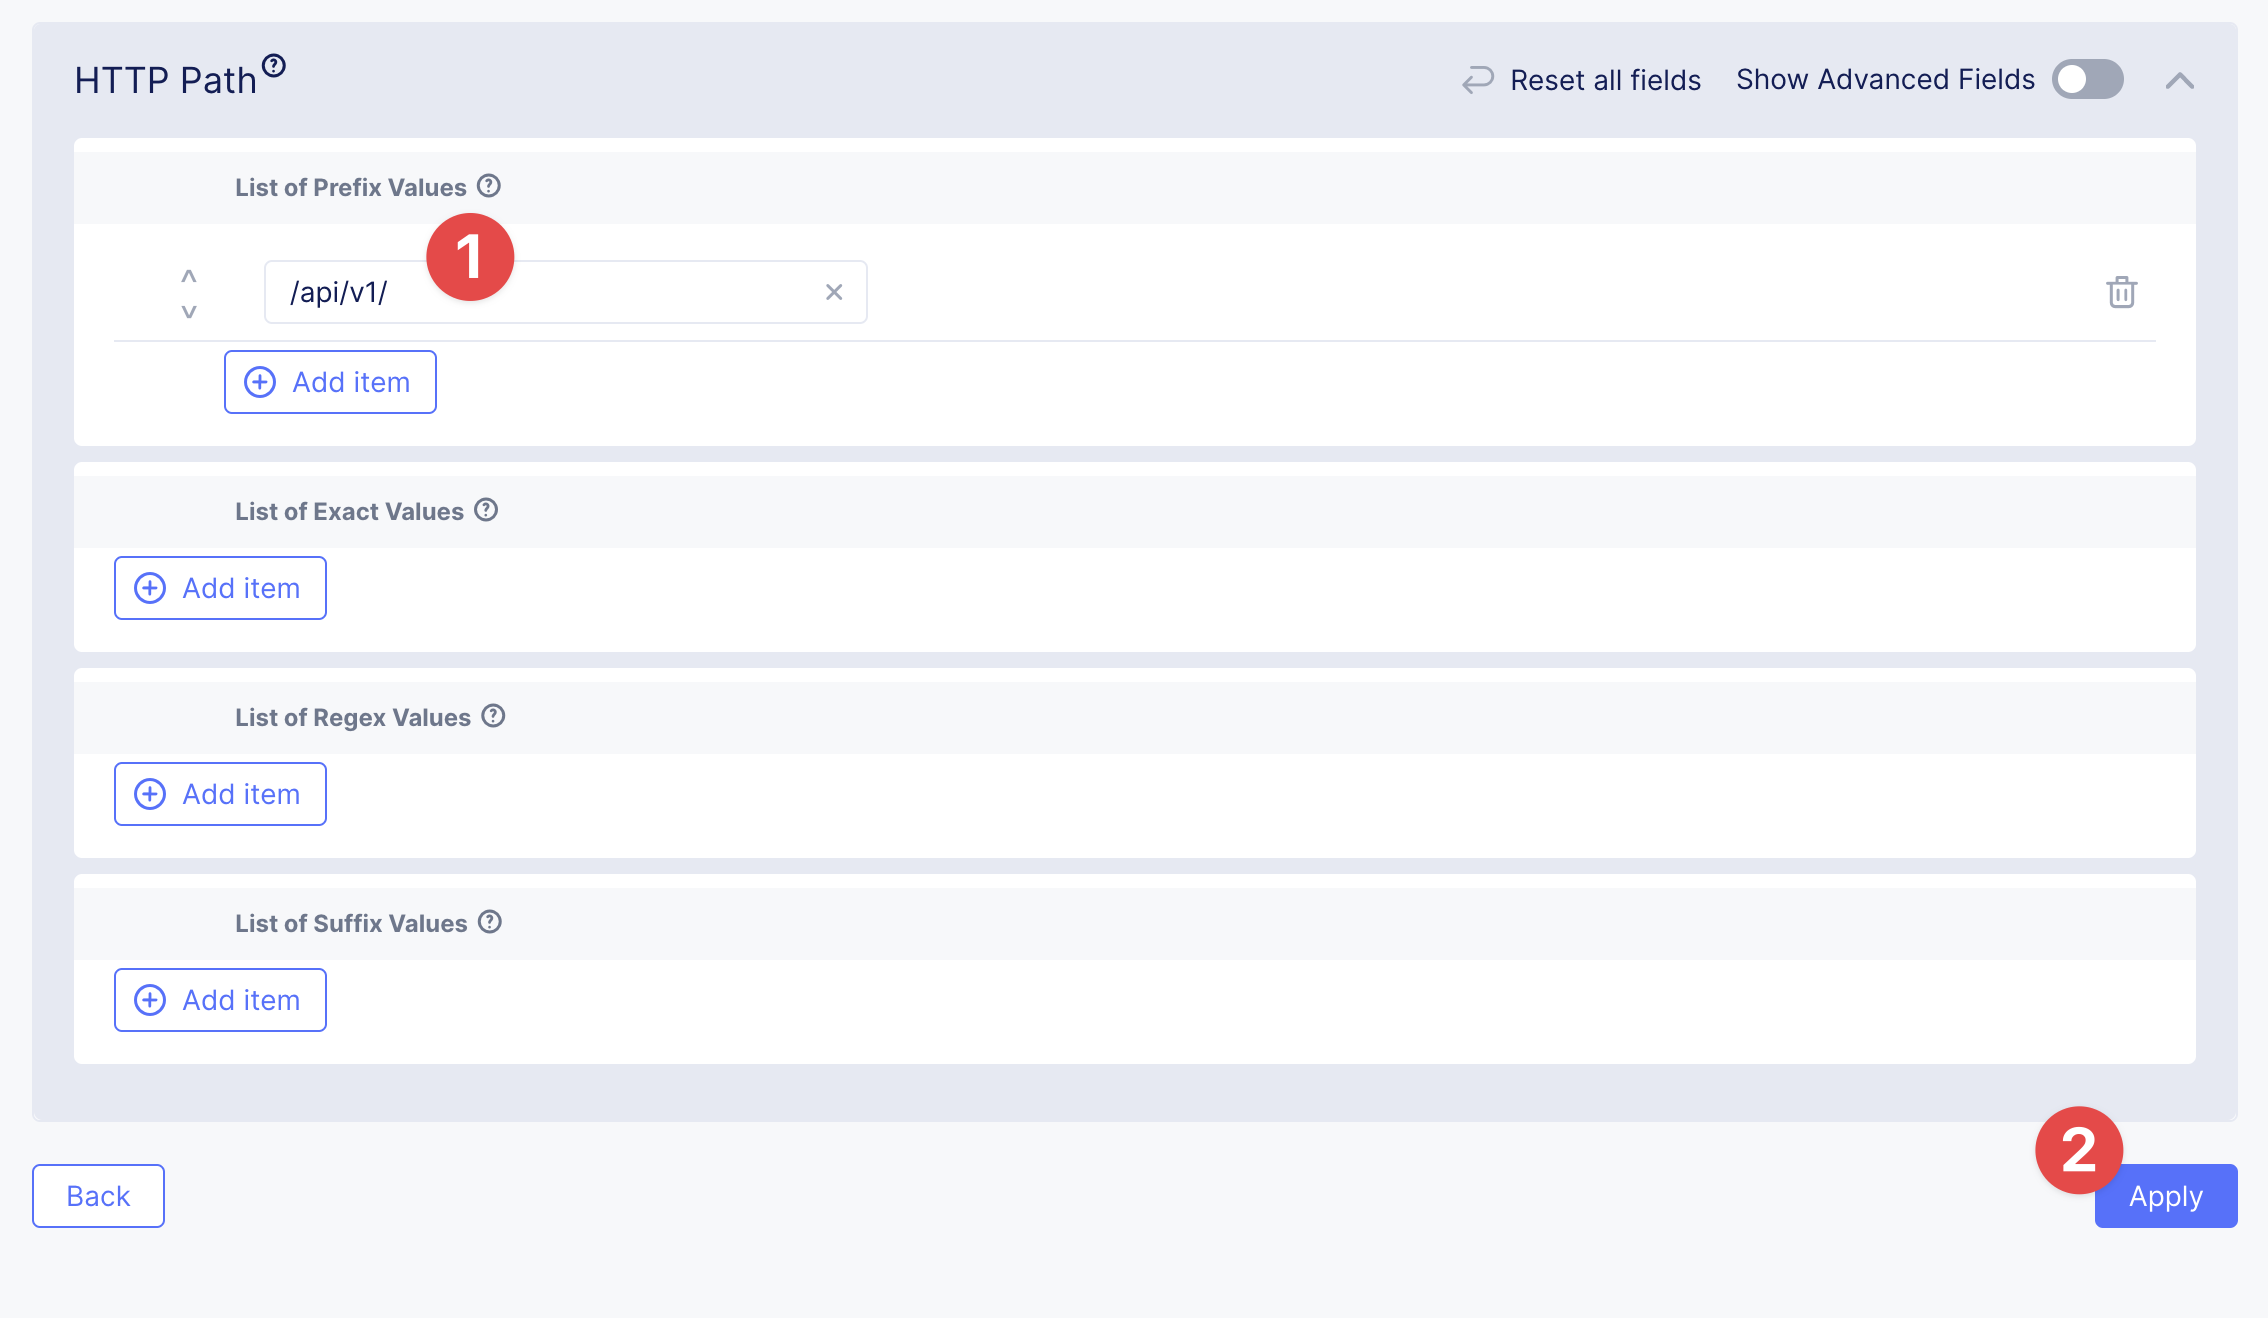 HTTP Path
Reset all fields
Show Advanced Fields
List of Prefix Values
1
/api/v1/
Add item
List of Exact Values
Add item
List of Regex Values
Add item
List of Suffix Values
Add item
2
Back
Apply